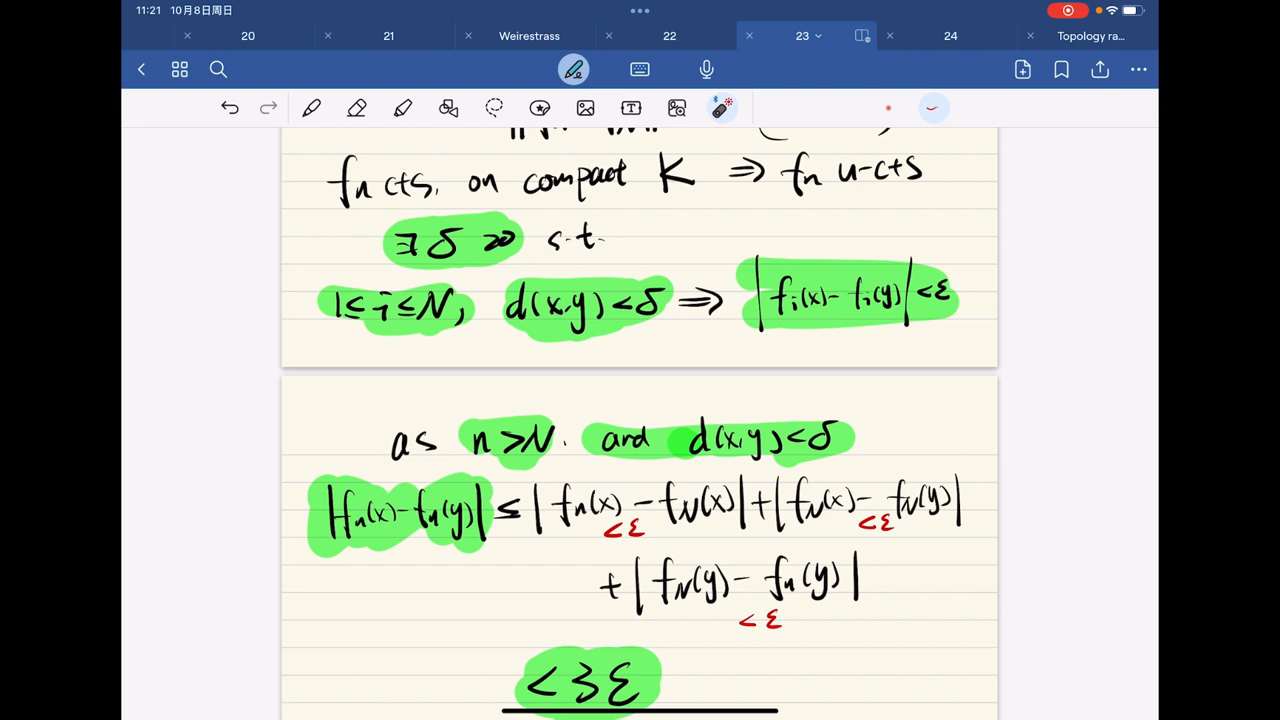 11:21 10月8日周日
20 21 Weirestrass 22 23 24 Topology ra...
fn cts. on compact K ⇒ fn u-cts
∃ δ >0 s.t.
1≤i≤N, d(x,y)<δ ⇒ |fi(x)-fi(y)|<ε
as n>N. and d(x,y)<δ
|fn(x)-fn(y)| ≤ |fn(x)-fN(x)|+|fN(x)-fN(y)|
<ε <ε
+|fN(y)-fn(y)|
<ε
<3ε